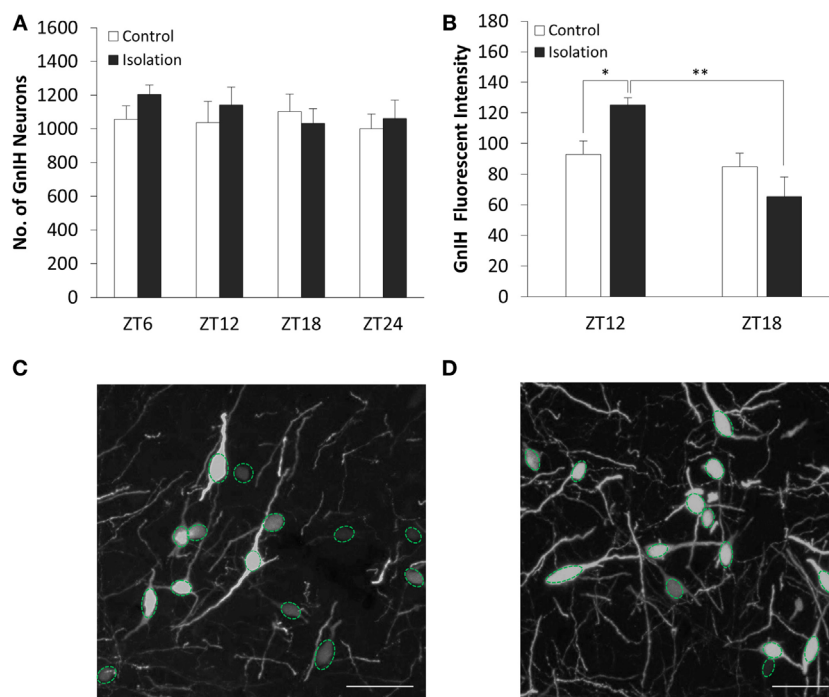 A
No. of GnIH Neurons
1600
1400
1200
1000
800
600
400
200
0
Control
Isolation
ZT6 ZT12 ZT18 ZT24
B
GnIH Fluorescent Intensity
180
160
140
120
100
80
60
40
20
0
Control
Isolation
* **
ZT12 ZT18
C
D